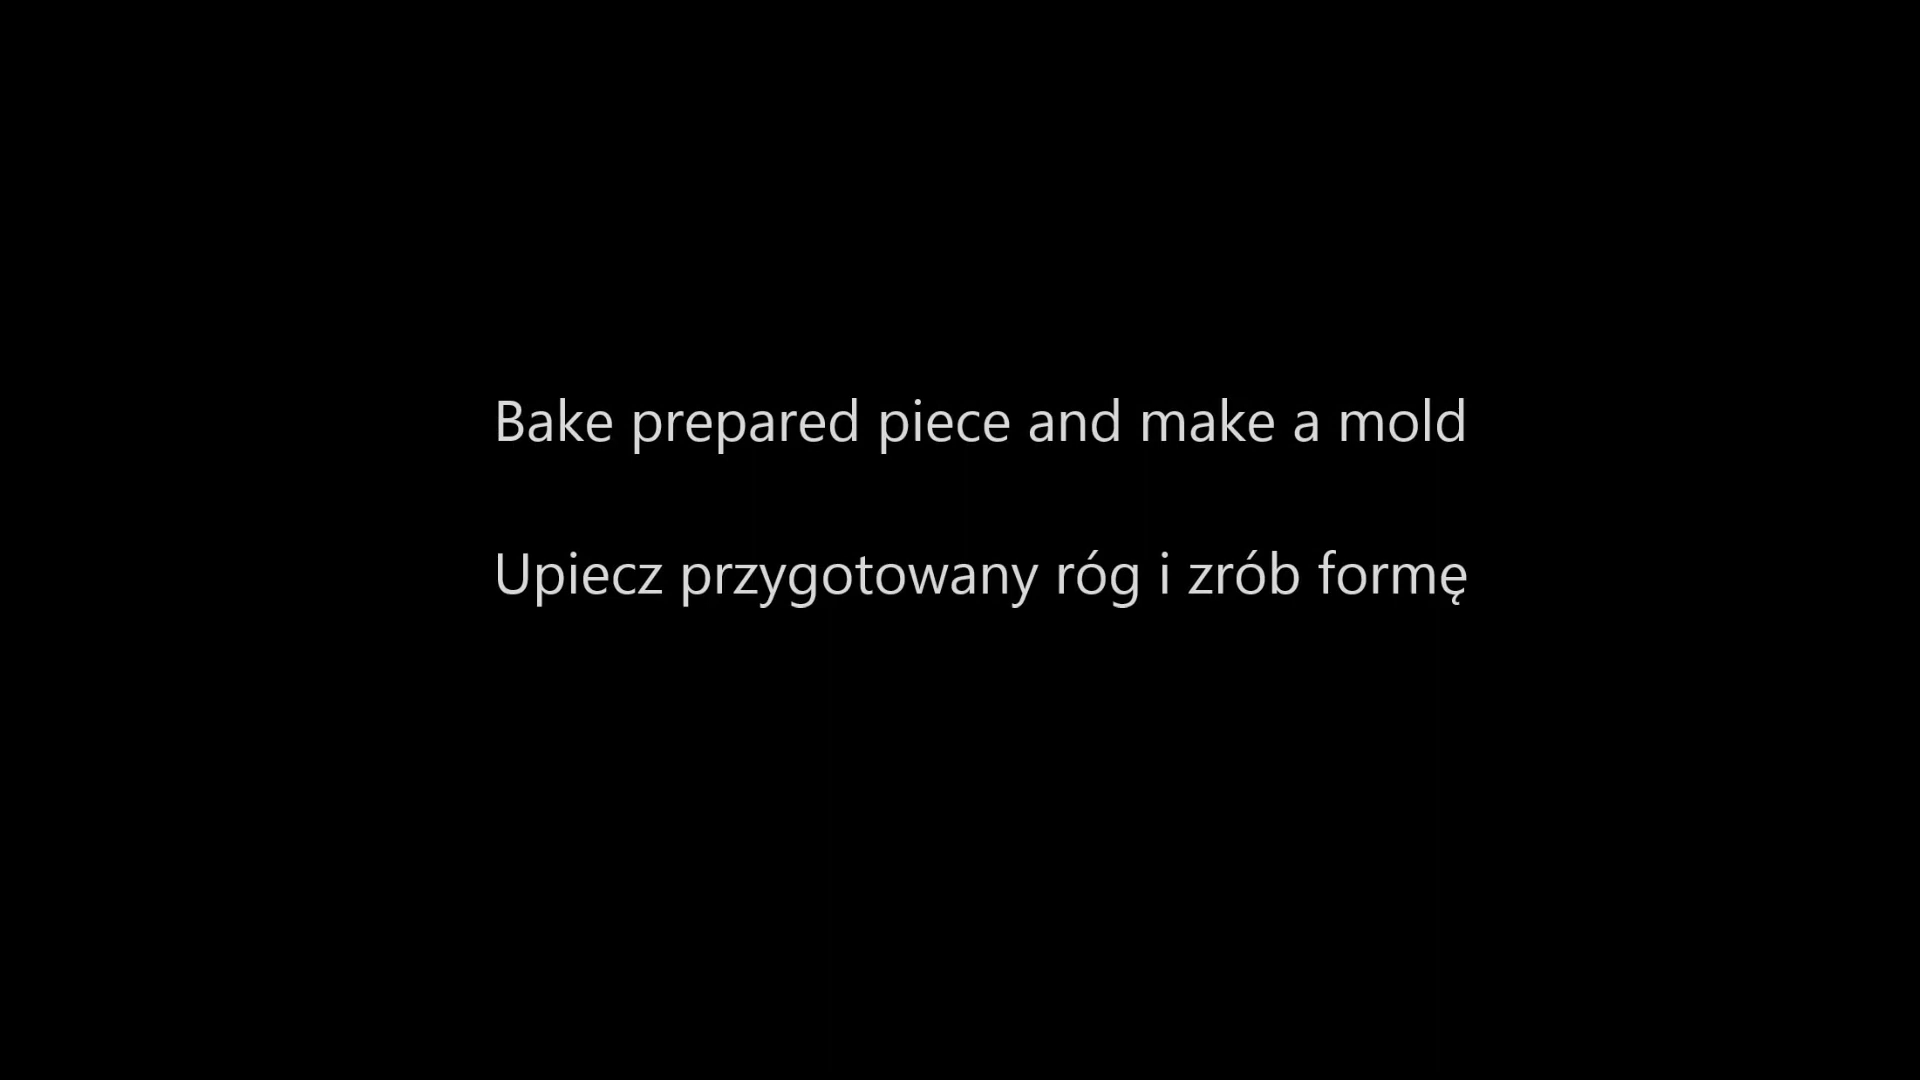 Bake prepared piece and make a mold
Upiecz przygotowany róg i zrób formę